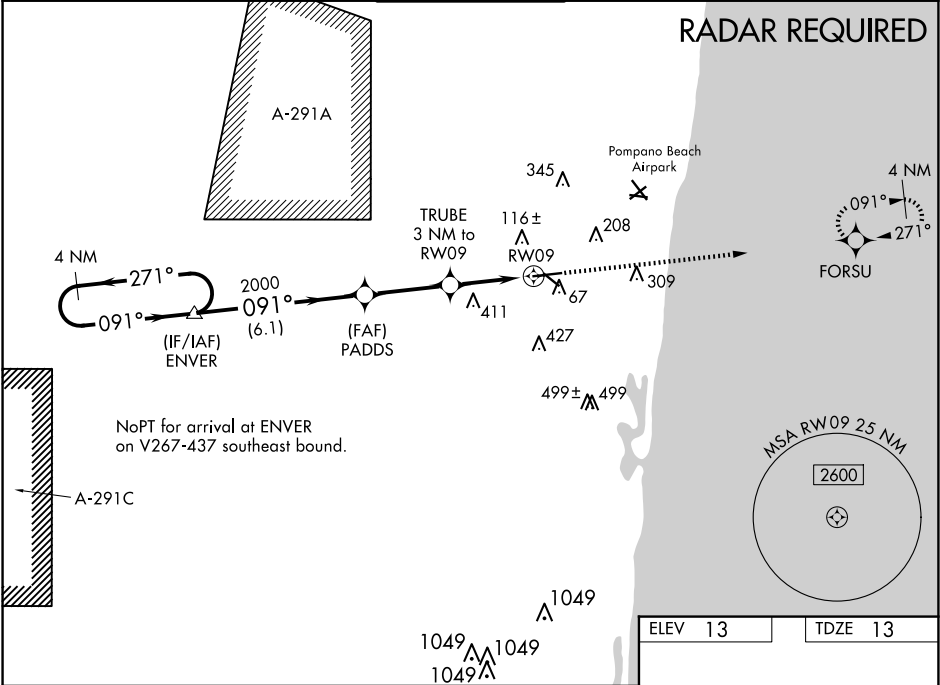 RADAR REQUIRED
A-291A
Pompano Beach
Airpark
345
4 NM
091°
271°
FORSU
TRUBE
3 NM to
RW09
116±
RW09
208
309
67
411
427
499±
499
4 NM
271°
091°
2000
091°
(6.1)
(IF/IAF)
ENVER
(FAF)
PADDS
NoPT for arrival at ENVER
on V267-437 southeast bound.
A-291C
MSA RW09 25 NM
2600
1049
1049
1049
1049
ELEV 13
TDZE 13